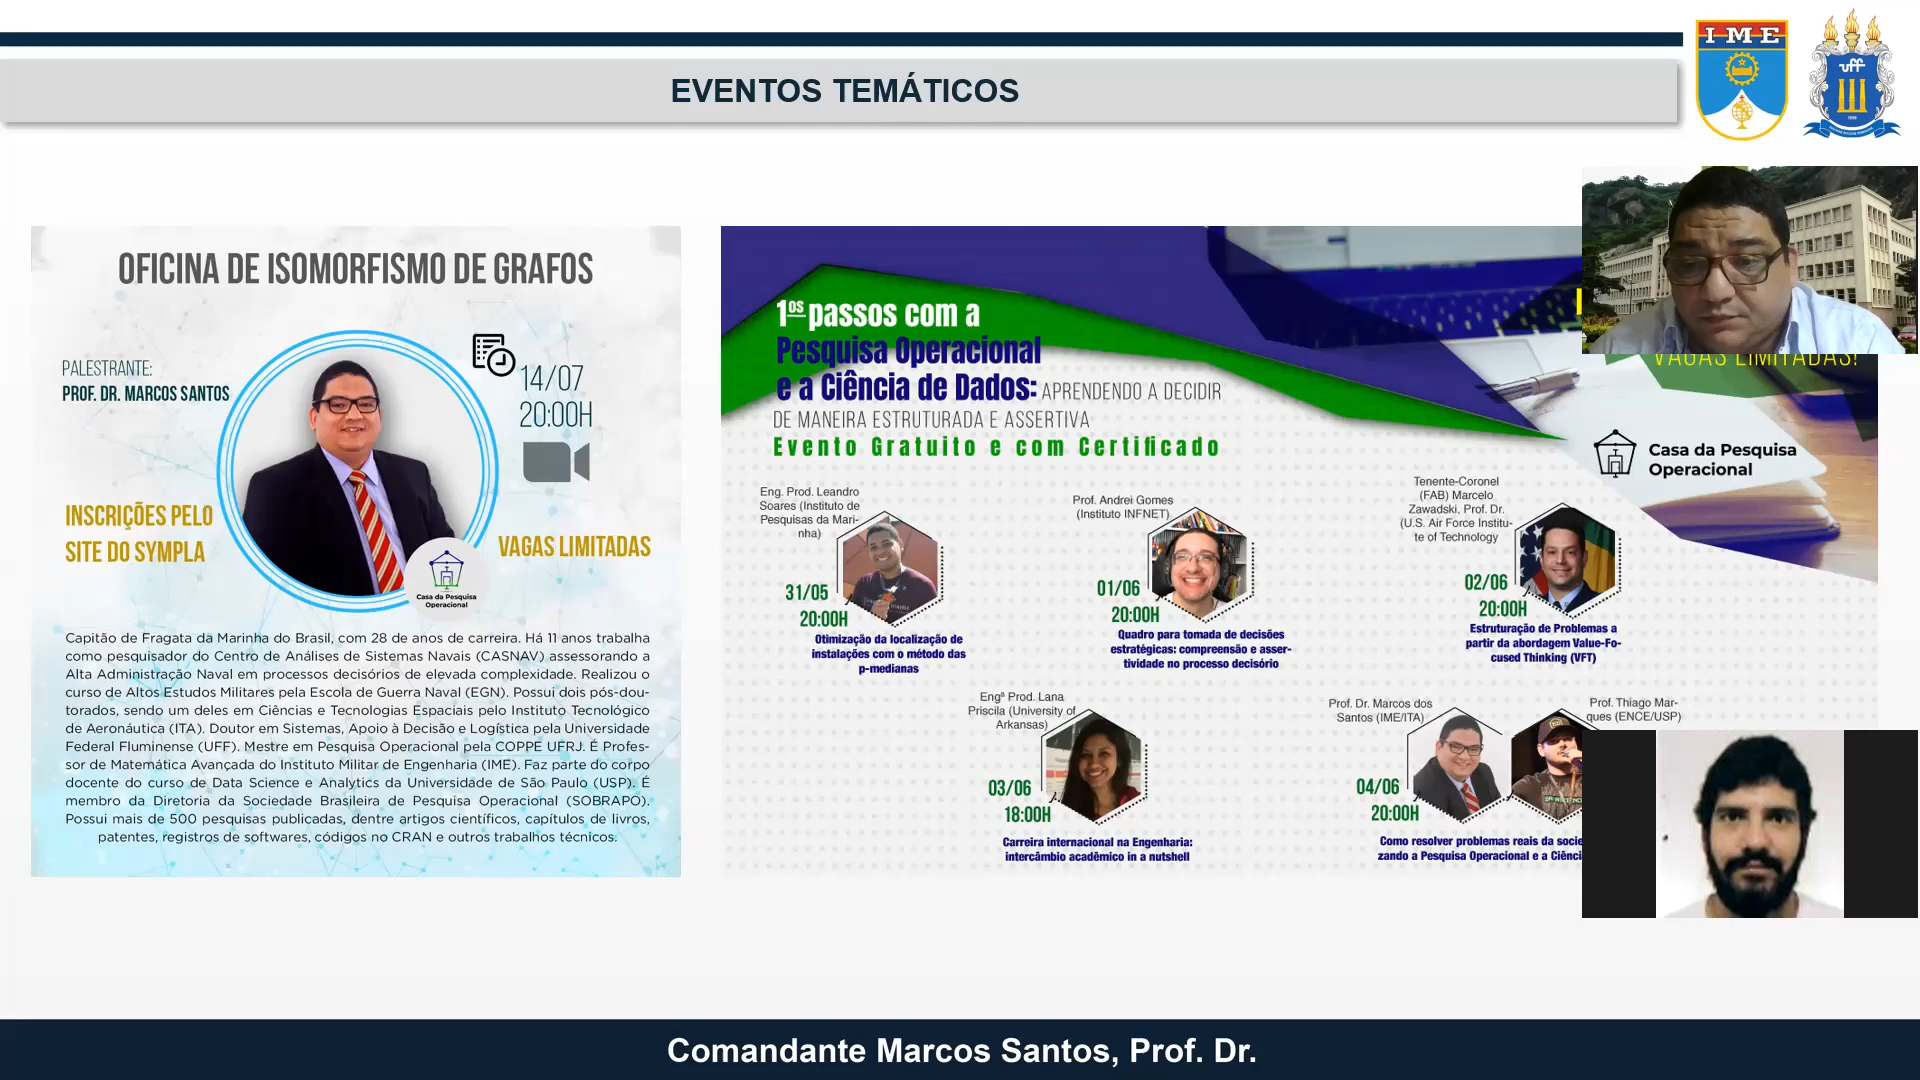 EVENTOS TEMÁTICOS
IME
uff
OFICINA DE ISOMORFISMO DE GRAFOS
PALESTRANTE:
PROF. DR. MARCOS SANTOS
14/07
20:00H
INSCRIÇÕES PELO
SITE DO SYMPLA
VAGAS LIMITADAS
Casa da Pesquisa
Operacional
Capitão de Fragata da Marinha do Brasil, com 28 de anos de carreira. Há 11 anos trabalha
como pesquisador do Centro de Análises de Sistemas Navais (CASNAV) assessorando a
Alta Administração Naval em processos decisórios de elevada complexidade. Realizou o
curso de Altos Estudos Militares pela Escola de Guerra Naval (EGN). Possui dois pós-dou-
torados, sendo um deles em Ciências e Tecnologias Espaciais pelo Instituto Tecnológico
de Aeronáutica (ITA). Doutor em Sistemas, Apoio à Decisão e Logística pela Universidade
Federal Fluminense (UFF). Mestre em Pesquisa Operacional pela COPPE UFRJ. É Profes-
sor de Matemática Avançada do Instituto Militar de Engenharia (IME). Faz parte do corpo
docente do curso de Data Science e Analytics da Universidade de São Paulo (USP). É
membro da Diretoria da Sociedade Brasileira de Pesquisa Operacional (SOBRAPO).
Possui mais de 500 pesquisas publicadas, dentre artigos científicos, capítulos de livros,
patentes, registros de softwares, códigos no CRAN e outros trabalhos técnicos.
1os passos com a
Pesquisa Operacional
e a Ciência de Dados: APRENDENDO A DECIDIR
DE MANEIRA ESTRUTURADA E ASSERTIVA
Evento Gratuito e com Certificado
VAGAS LIMITADAS!
Casa da Pesquisa
Operacional
Eng. Prod. Leandro
Soares (Instituto de
Pesquisas da Mari-
nha)
31/05
20:00H
Otimização da localização de
instalações com o método das
p-medianas
Prof. Andrei Gomes
(Instituto INFNET)
01/06
20:00H
Quadro para tomada de decisões
estratégicas: compreensão e asser-
tividade no processo decisório
Tenente-Coronel
(FAB) Marcelo
Zawadski, Prof. Dr.
(U.S. Air Force Institu-
te of Technology
02/06
20:00H
Estruturação de Problemas a
partir da abordagem Value-Fo-
cused Thinking (VFT)
Engª Prod. Lana
Priscila (University of
Arkansas)
03/06
18:00H
Carreira internacional na Engenharia:
intercâmbio acadêmico in a nutshell
Prof. Dr. Marcos dos
Santos (IME/ITA)
Prof. Thiago Mar-
ques (ENCE/USP)
04/06
20:00H
Como resolver problemas reais da socie
zando a Pesquisa Operacional e a Ciênci
Comandante Marcos Santos, Prof. Dr.